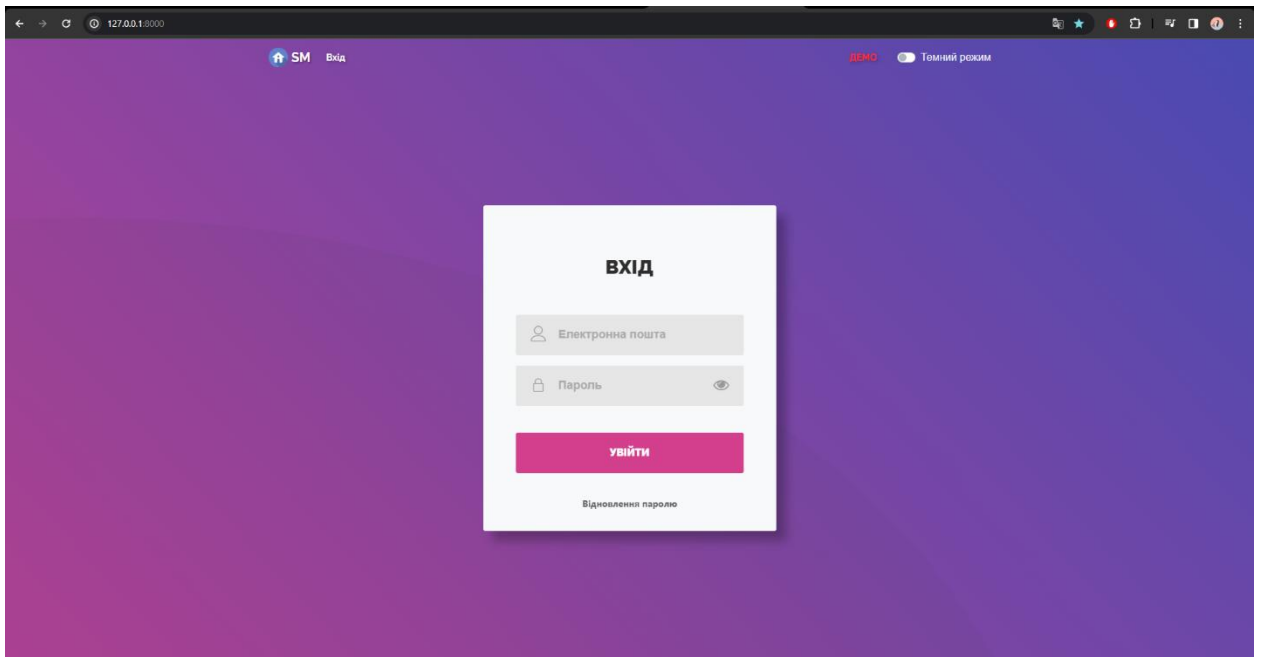 127.0.0.1:8000
SM Вхід ДЕМО Темний режим
ВХІД
Електронна пошта
Пароль
УВІЙТИ
Відновлення паролю